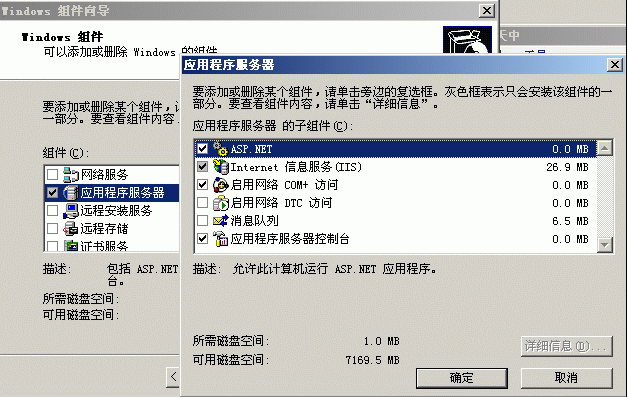 Windows 组件向导
Windows 组件
可以添加或删除 Windows 的组件。
要添加或删除某个组件，请
一部分。要查看组件内容，
组件(C):
网络服务
应用程序服务器
远程安装服务
远程存储
证书服务
描述: 包括 ASP.NET
台。
所需磁盘空间:
可用磁盘空间:
<
应用程序服务器
要添加或删除某个组件，请单击旁边的复选框。灰色框表示只会安装该组件的一
部分。要查看组件内容，请单击“详细信息”。
应用程序服务器 的子组件(C):
ASP.NET 0.0 MB
Internet 信息服务(IIS) 26.9 MB
启用网络 COM+ 访问 0.0 MB
启用网络 DTC 访问 0.0 MB
消息队列 6.5 MB
应用程序服务器控制台 0.0 MB
描述: 允许此计算机运行 ASP.NET 应用程序。
所需磁盘空间: 1.0 MB
可用磁盘空间: 7169.5 MB
详细信息(D)...
确定
取消